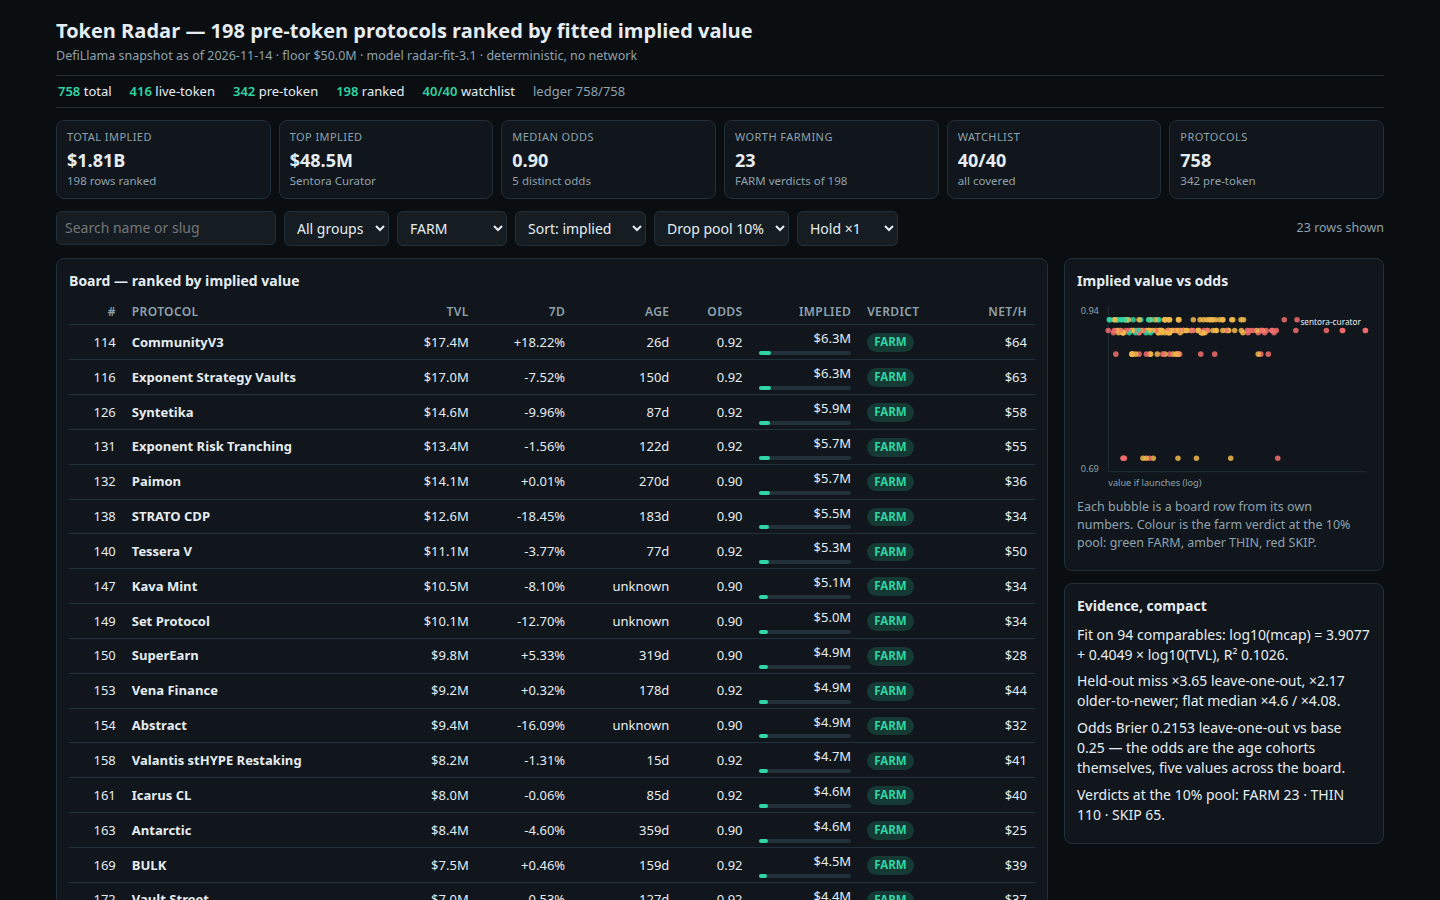 Token Radar — 198 pre-token protocols ranked by fitted implied value
DefiLlama snapshot as of 2026-11-14 · floor $50.0M · model radar-fit-3.1 · deterministic, no network
758 total 416 live-token 342 pre-token 198 ranked 40/40 watchlist ledger 758/758
TOTAL IMPLIED
$1.81B
198 rows ranked
TOP IMPLIED
$48.5M
Sentora Curator
MEDIAN ODDS
0.90
5 distinct odds
WORTH FARMING
23
FARM verdicts of 198
WATCHLIST
40/40
all covered
PROTOCOLS
758
342 pre-token
Search name or slug All groups FARM Sort: implied Drop pool 10% Hold ×1 23 rows shown
Board — ranked by implied value
# PROTOCOL TVL 7D AGE ODDS IMPLIED VERDICT NET/H
114 CommunityV3 $17.4M +18.22% 26d 0.92 $6.3M FARM $64
116 Exponent Strategy Vaults $17.0M -7.52% 150d 0.92 $6.3M FARM $63
126 Syntetika $14.6M -9.96% 87d 0.92 $5.9M FARM $58
131 Exponent Risk Tranching $13.4M -1.56% 122d 0.92 $5.7M FARM $55
132 Paimon $14.1M +0.01% 270d 0.90 $5.7M FARM $36
138 STRATO CDP $12.6M -18.45% 183d 0.90 $5.5M FARM $34
140 Tessera V $11.1M -3.77% 77d 0.92 $5.3M FARM $50
147 Kava Mint $10.5M -8.10% unknown 0.90 $5.1M FARM $34
149 Set Protocol $10.1M -12.70% unknown 0.90 $5.0M FARM $34
150 SuperEarn $9.8M +5.33% 319d 0.90 $4.9M FARM $28
153 Vena Finance $9.2M +0.32% 178d 0.92 $4.9M FARM $44
154 Abstract $9.4M -16.09% unknown 0.90 $4.9M FARM $32
158 Valantis stHYPE Restaking $8.2M -1.31% 15d 0.92 $4.7M FARM $41
161 Icarus CL $8.0M -0.06% 85d 0.92 $4.6M FARM $40
163 Antarctic $8.4M -4.60% 359d 0.90 $4.6M FARM $25
169 BULK $7.5M +0.46% 159d 0.92 $4.5M FARM $39
172 Vault Street $7.0M 127d 0.92 $4.4M FARM $37
Implied value vs odds
0.94
sentora-curator
0.69
value if launches (log)
Each bubble is a board row from its own
numbers. Colour is the farm verdict at the 10%
pool: green FARM, amber THIN, red SKIP.
Evidence, compact
Fit on 94 comparables: log10(mcap) = 3.9077
+ 0.4049 × log10(TVL), R² 0.1026.
Held-out miss ×3.65 leave-one-out, ×2.17
older-to-newer; flat median ×4.6 / ×4.08.
Odds Brier 0.2153 leave-one-out vs base
0.25 — the odds are the age cohorts
themselves, five values across the board.
Verdicts at the 10% pool: FARM 23 · THIN
110 · SKIP 65.